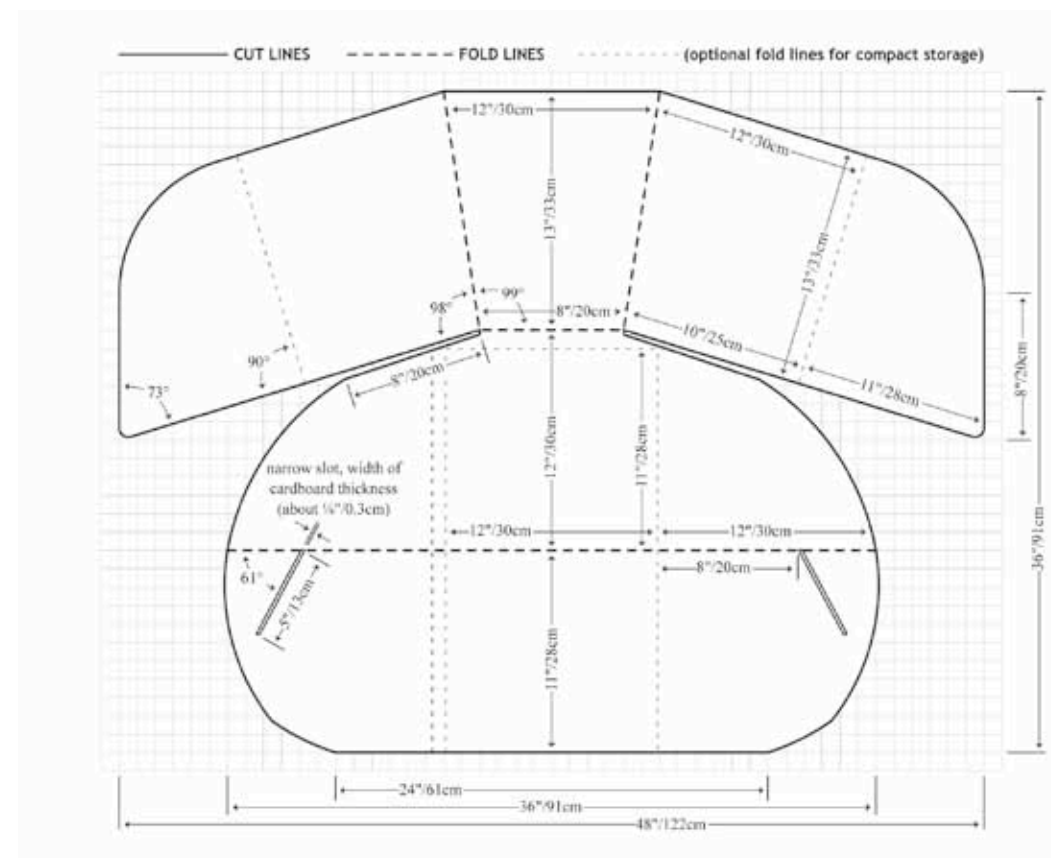 CUT LINES FOLD LINES (optional fold lines for compact storage)
12"/30cm
12"/30cm
13"/33cm
13"/33cm
98°
99°
8"/20cm
10"/25cm
90°
73°
8"/20cm
11"/28cm
8"/20cm
narrow slot, width of
cardboard thickness
(about ⅛"/0.3cm)
12"/30cm
11"/28cm
12"/30cm
12"/30cm
8"/20cm
61°
5"/13cm
36"/91cm
11"/28cm
24"/61cm
36"/91cm
48"/122cm